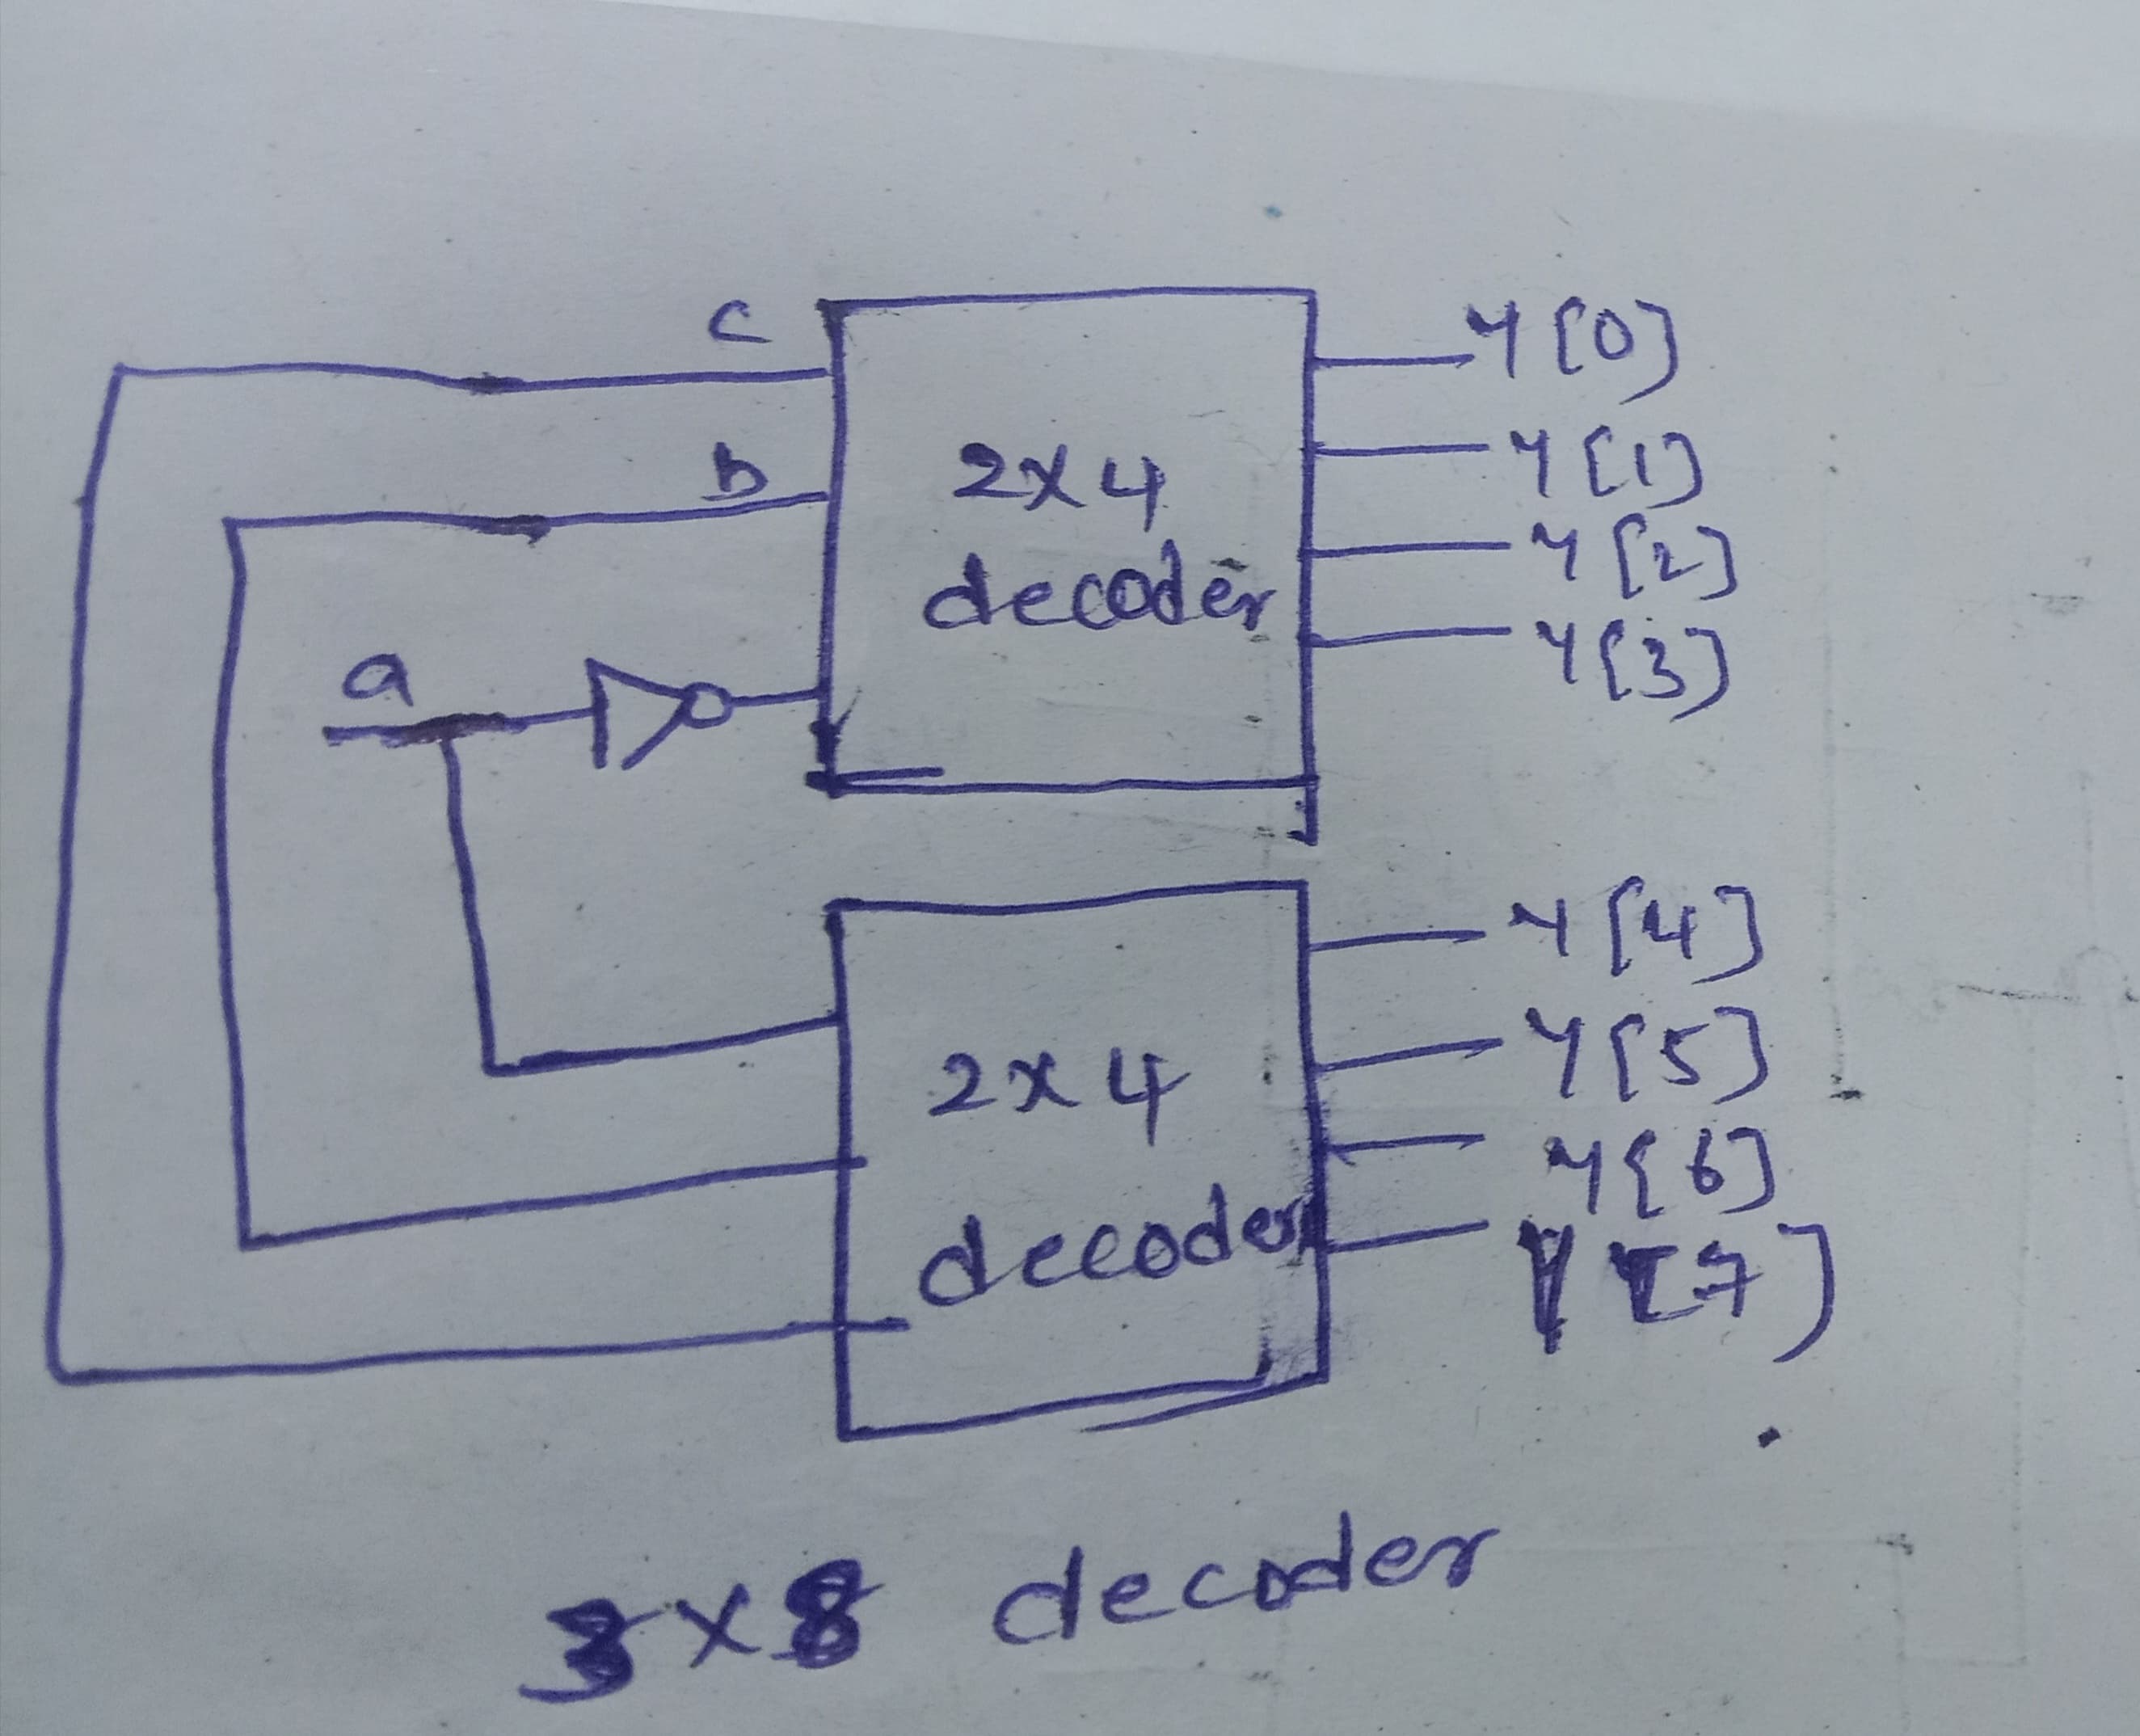 c
b
a
2x4
decoder
Y[0]
Y[1]
Y[2]
Y[3]
2x4
decoder
Y[4]
Y[5]
Y[6]
Y[7]
3x8 decoder